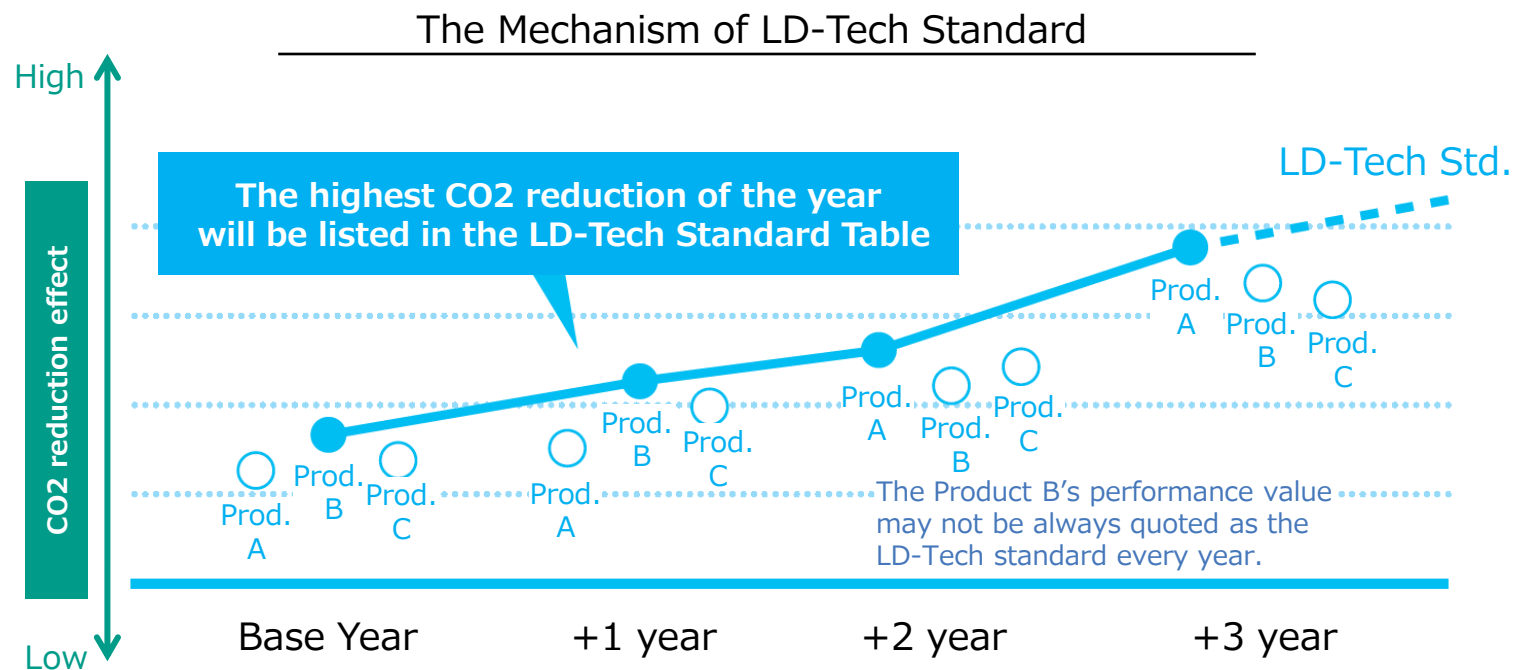 The Mechanism of LD-Tech Standard
High
LD-Tech Std.
The highest CO2 reduction of the year
will be listed in the LD-Tech Standard Table
CO2 reduction effect
Prod.
A
Prod.
B
Prod.
C
Prod.
A
Prod.
B
Prod.
C
Prod.
A
Prod.
B
Prod.
C
Prod.
A
Prod.
B
Prod.
C
The Product B’s performance value
may not be always quoted as the
LD-Tech standard every year.
Low
Base Year
+1 year
+2 year
+3 year